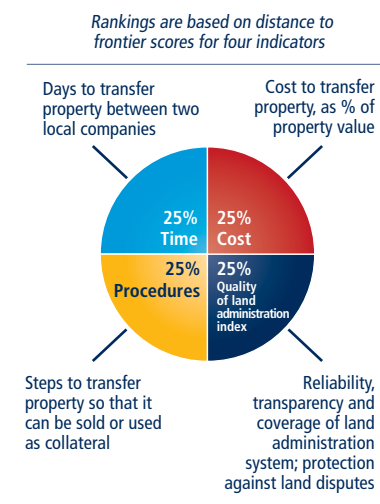 Rankings are based on distance to
frontier scores for four indicators
Days to transfer
property between two
local companies
Cost to transfer
property, as % of
property value
25%
Time
25%
Cost
25%
Procedures
25%
Quality
of land
administration
index
Steps to transfer
property so that it
can be sold or used
as collateral
Reliability,
transparency and
coverage of land
administration
system; protection
against land disputes